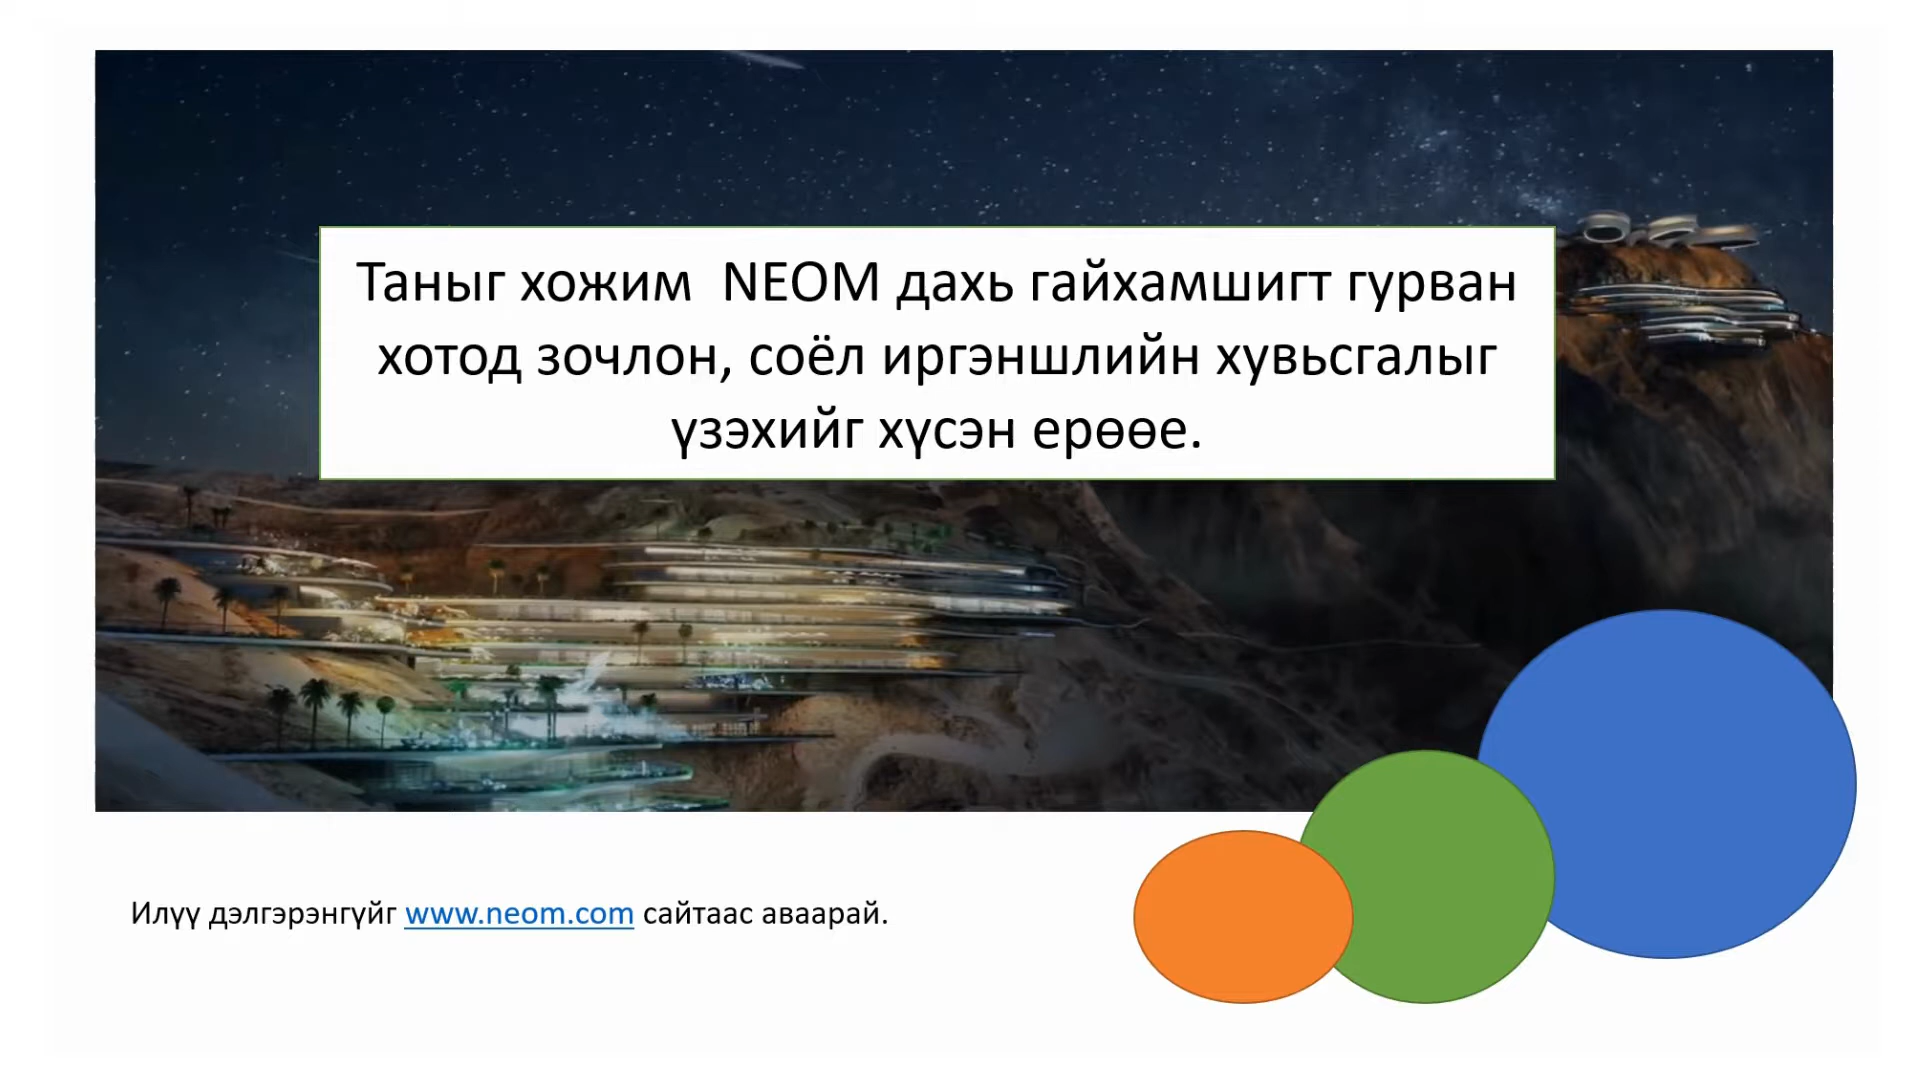 Таныг хожим  NEOM дахь гайхамшигт гурван
хотод зочлон, соёл иргэншлийн хувьсгалыг
үзэхийг хүсэн ерөөе.
Илүү дэлгэрэнгүйг www.neom.com сайтаас аваарай.